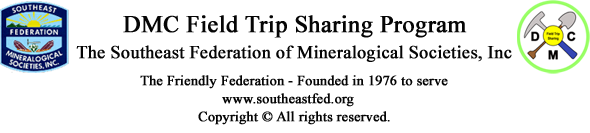 SOUTHEAST
FEDERATION
MINERALOGICAL
SOCIETIES, INC.
DMC Field Trip Sharing Program
The Southeast Federation of Mineralogical Societies, Inc
The Friendly Federation - Founded in 1976 to serve
www.southeastfed.org
Copyright © All rights reserved.
Field Trip
Sharing
D C
M